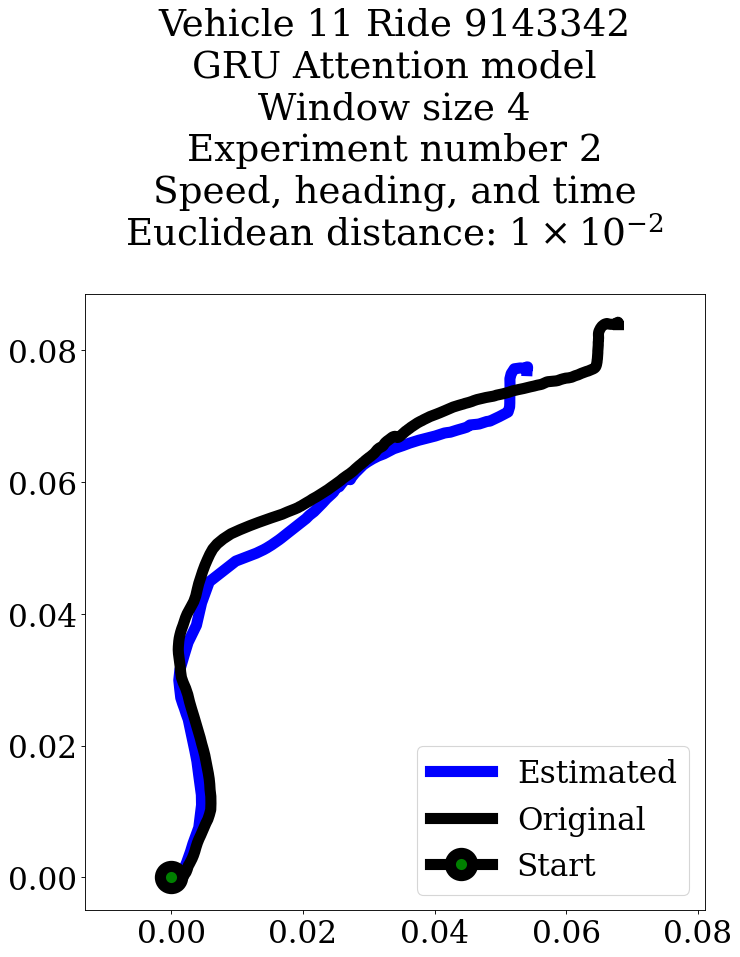 Vehicle 11 Ride 9143342
GRU Attention model
Window size 4
Experiment number 2
Speed, heading, and time
Euclidean distance: 1 × 10⁻²
0.08
0.06
0.04
0.02
0.00
Estimated
Original
Start
0.00 0.02 0.04 0.06 0.08